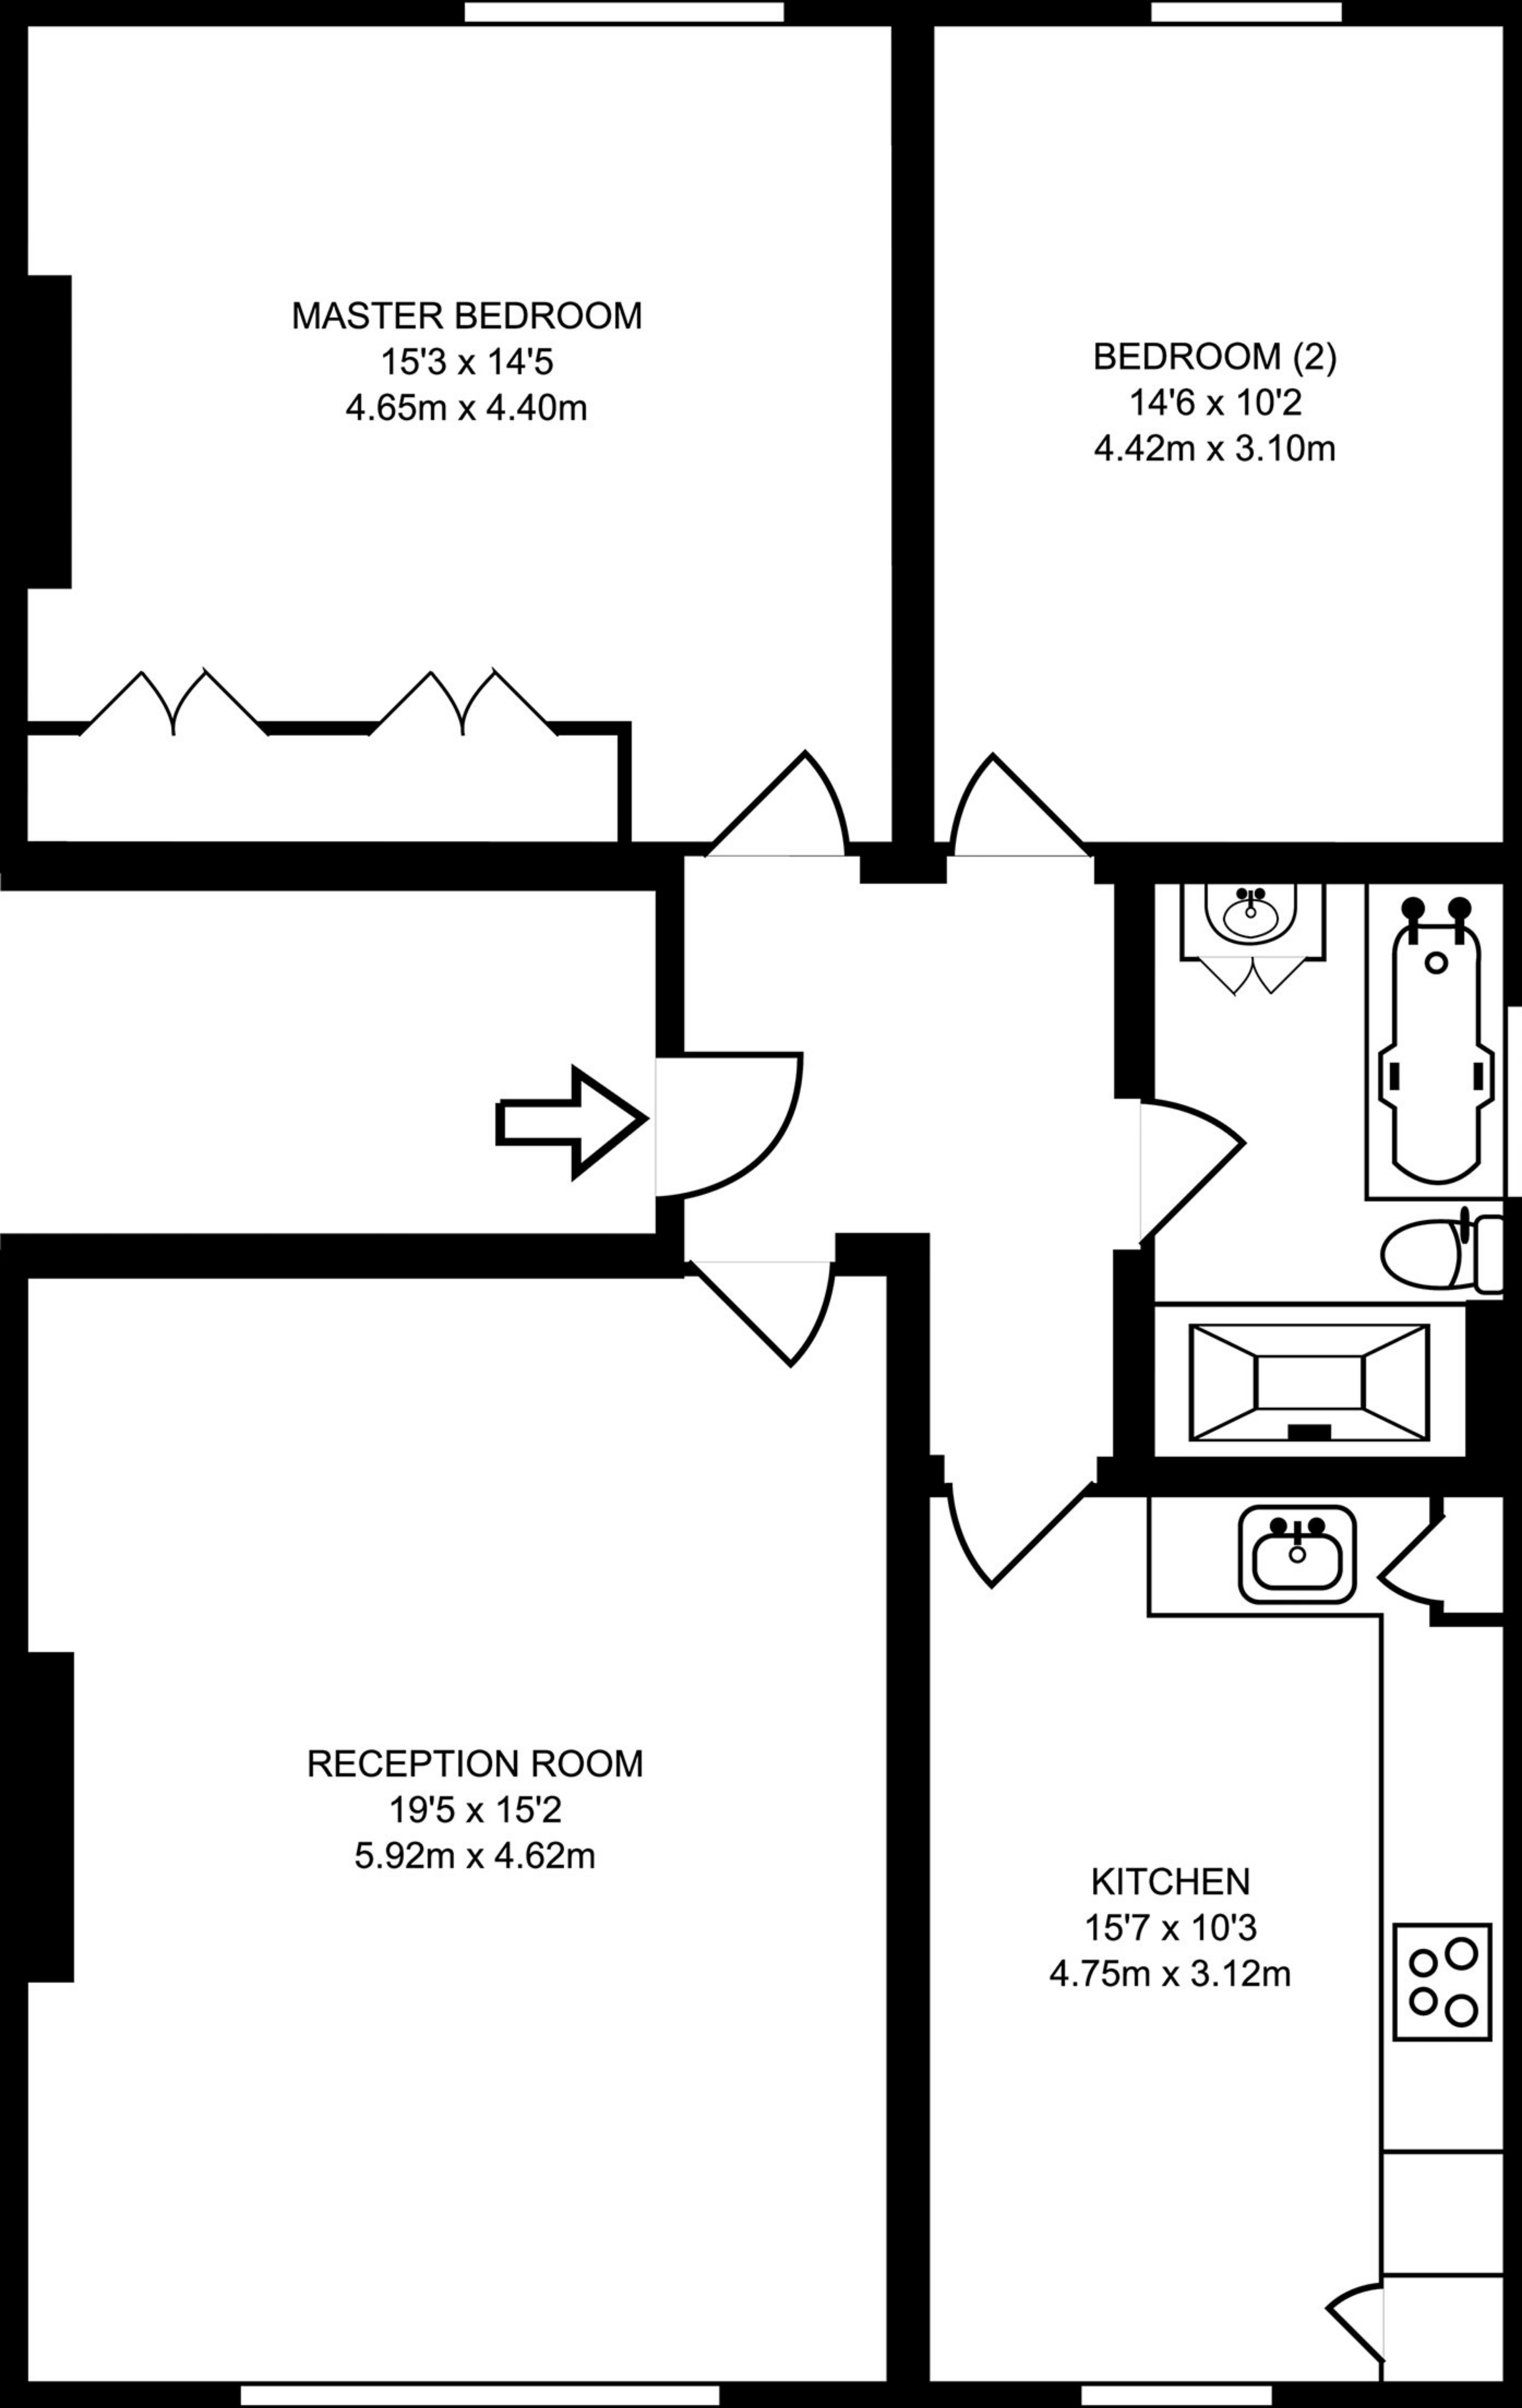 MASTER BEDROOM
15'3 x 14'5
4.65m x 4.40m
BEDROOM (2)
14'6 x 10'2
4.42m x 3.10m
RECEPTION ROOM
19'5 x 15'2
5.92m x 4.62m
KITCHEN
15'7 x 10'3
4.75m x 3.12m